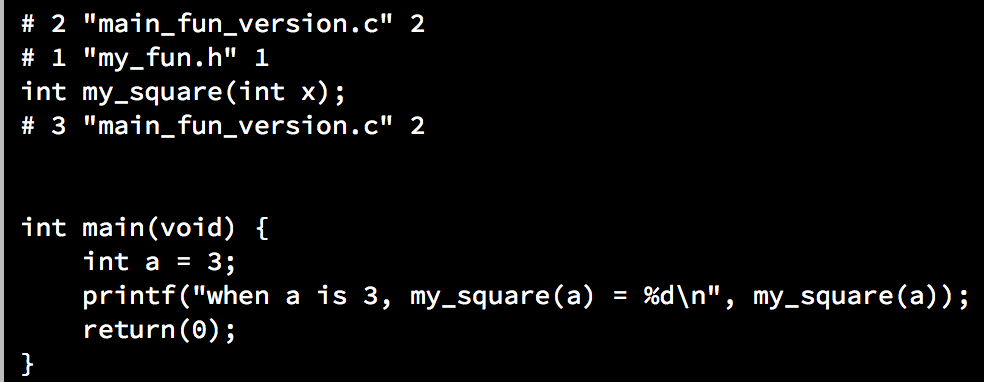 # 2 "main_fun_version.c" 2
# 1 "my_fun.h" 1
int my_square(int x);
# 3 "main_fun_version.c" 2
int main(void) {
    int a = 3;
    printf("when a is 3, my_square(a) = %d\n", my_square(a));
    return(0);
}